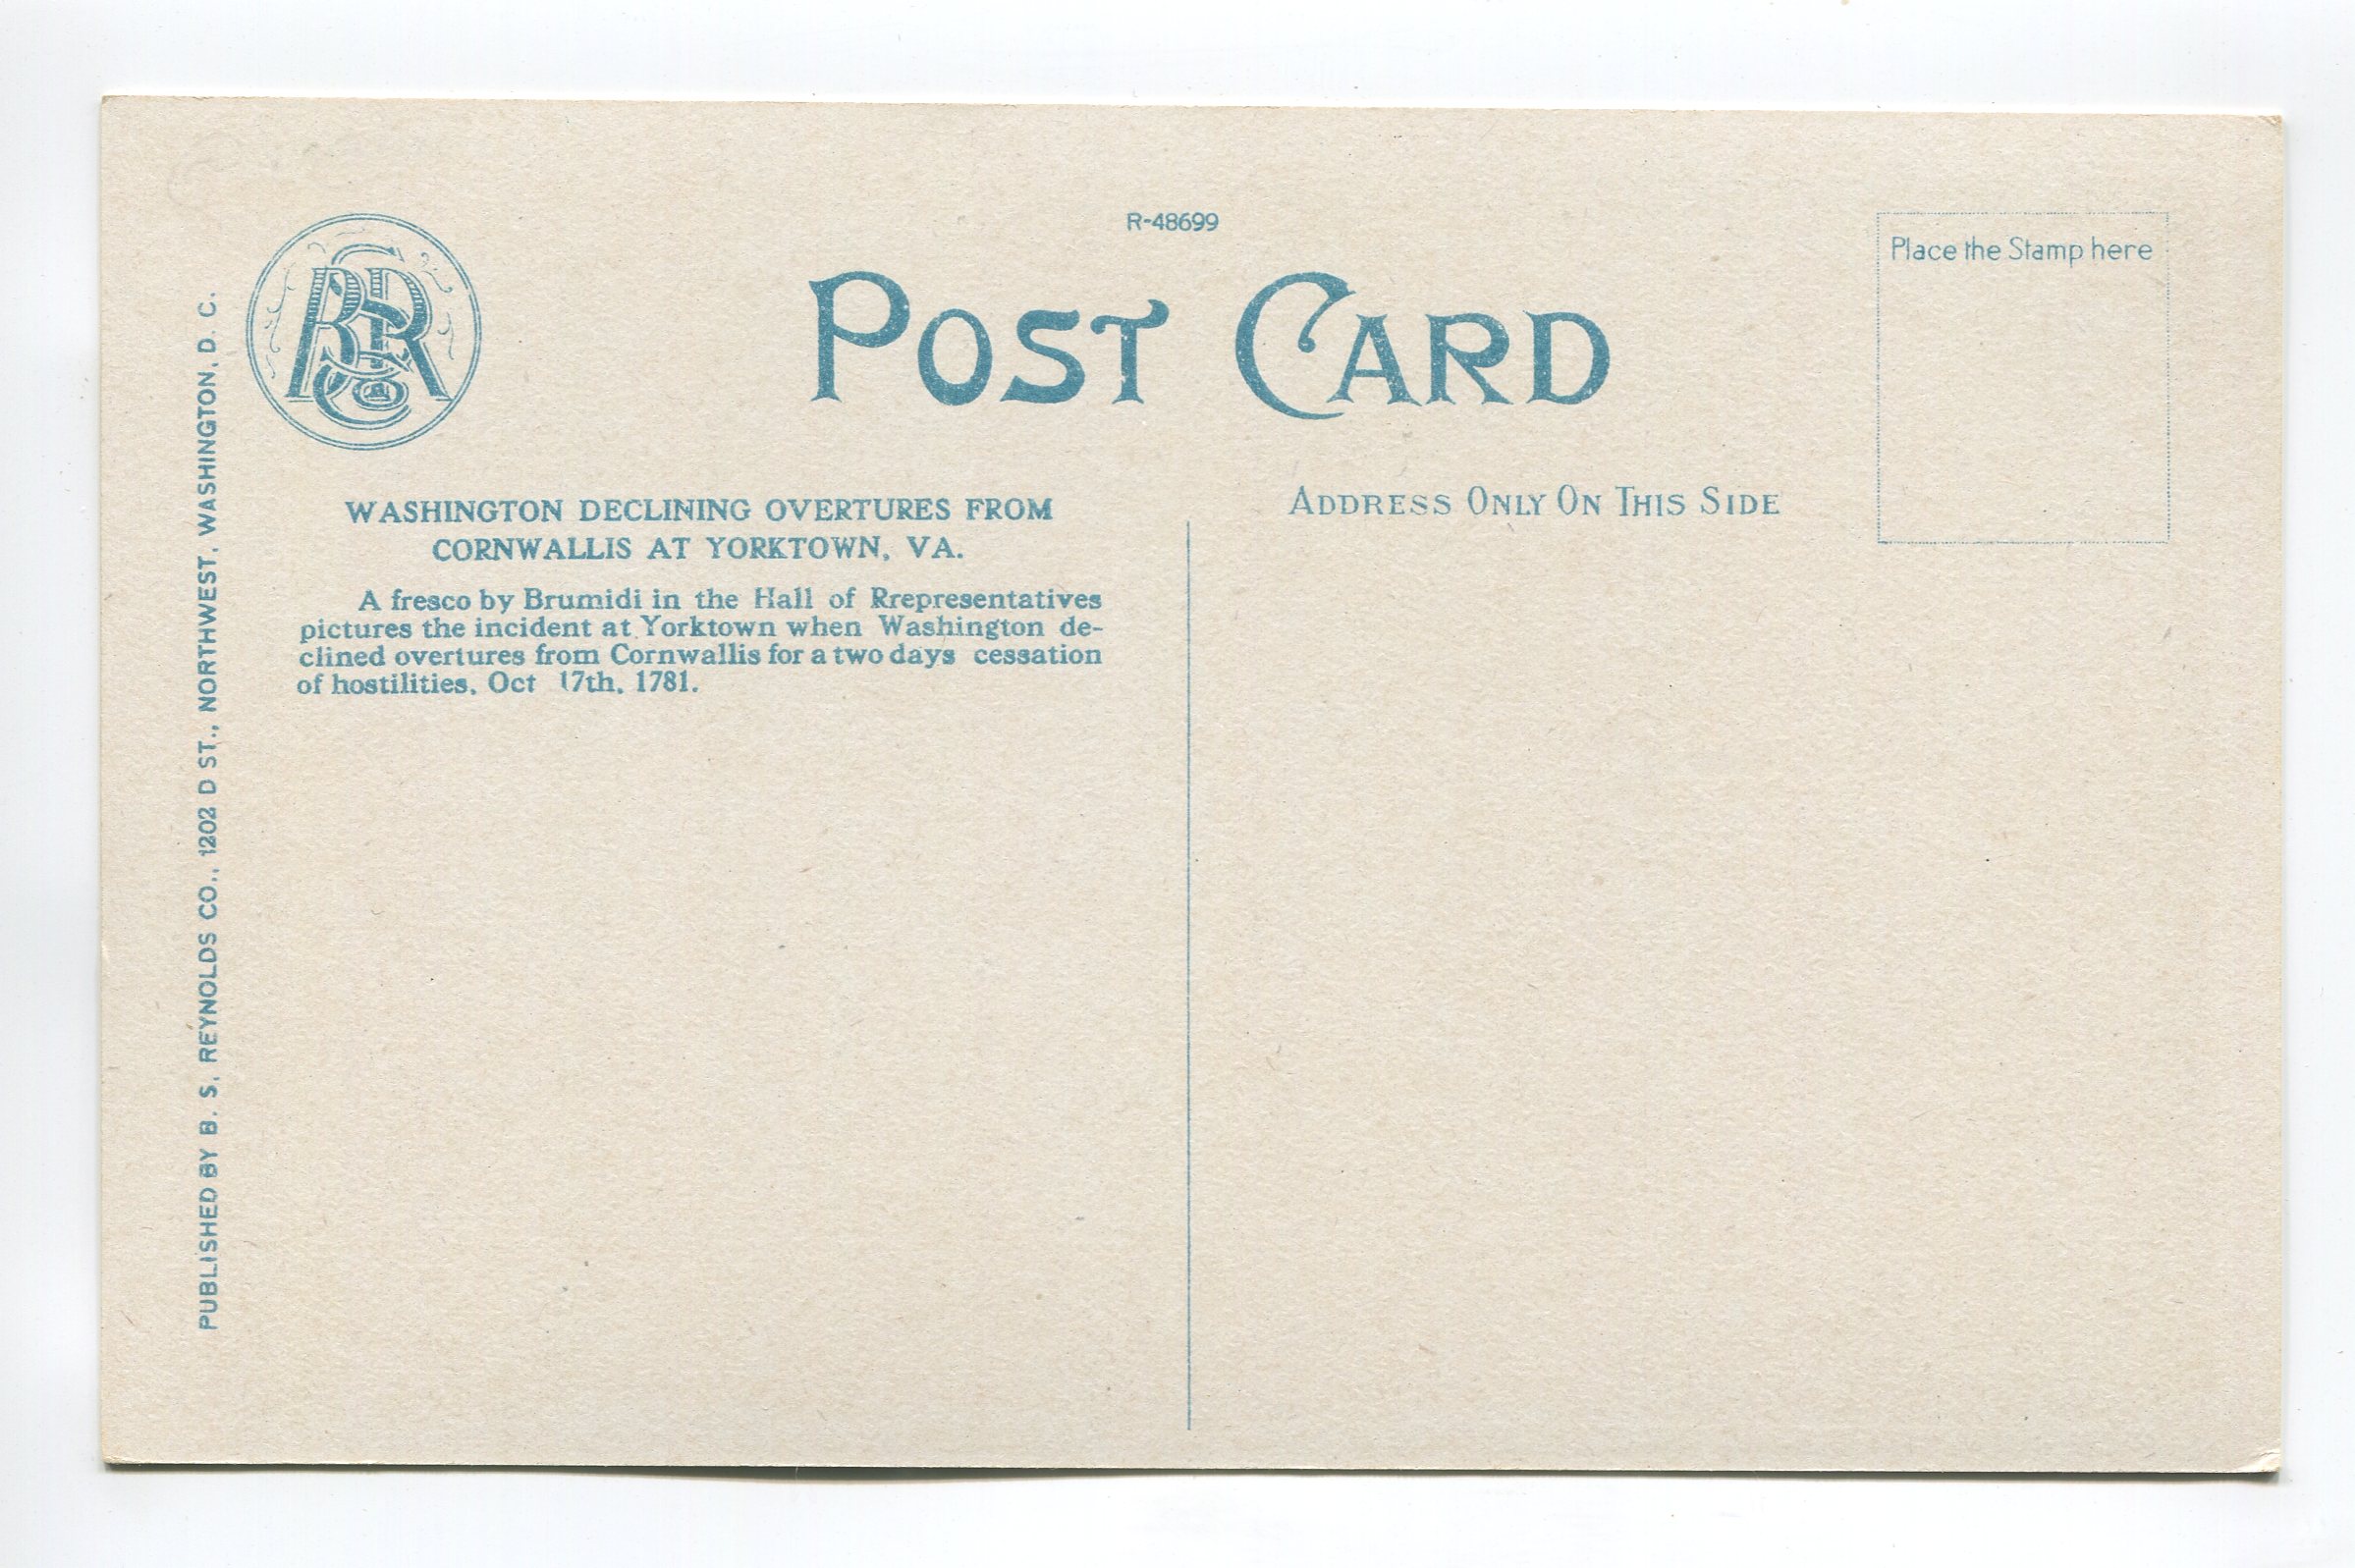 R-48699
POST CARD
Place the Stamp here
BSR Co
WASHINGTON DECLINING OVERTURES FROM
CORNWALLIS AT YORKTOWN, VA.
A fresco by Brumidi in the Hall of Rrepresentatives
pictures the incident at Yorktown when Washington de-
clined overtures from Cornwallis for a two days cessation
of hostilities, Oct 17th, 1781.
ADDRESS ONLY ON THIS SIDE
PUBLISHED BY B. S. REYNOLDS CO., 1202 D ST., NORTHWEST, WASHINGTON, D. C.